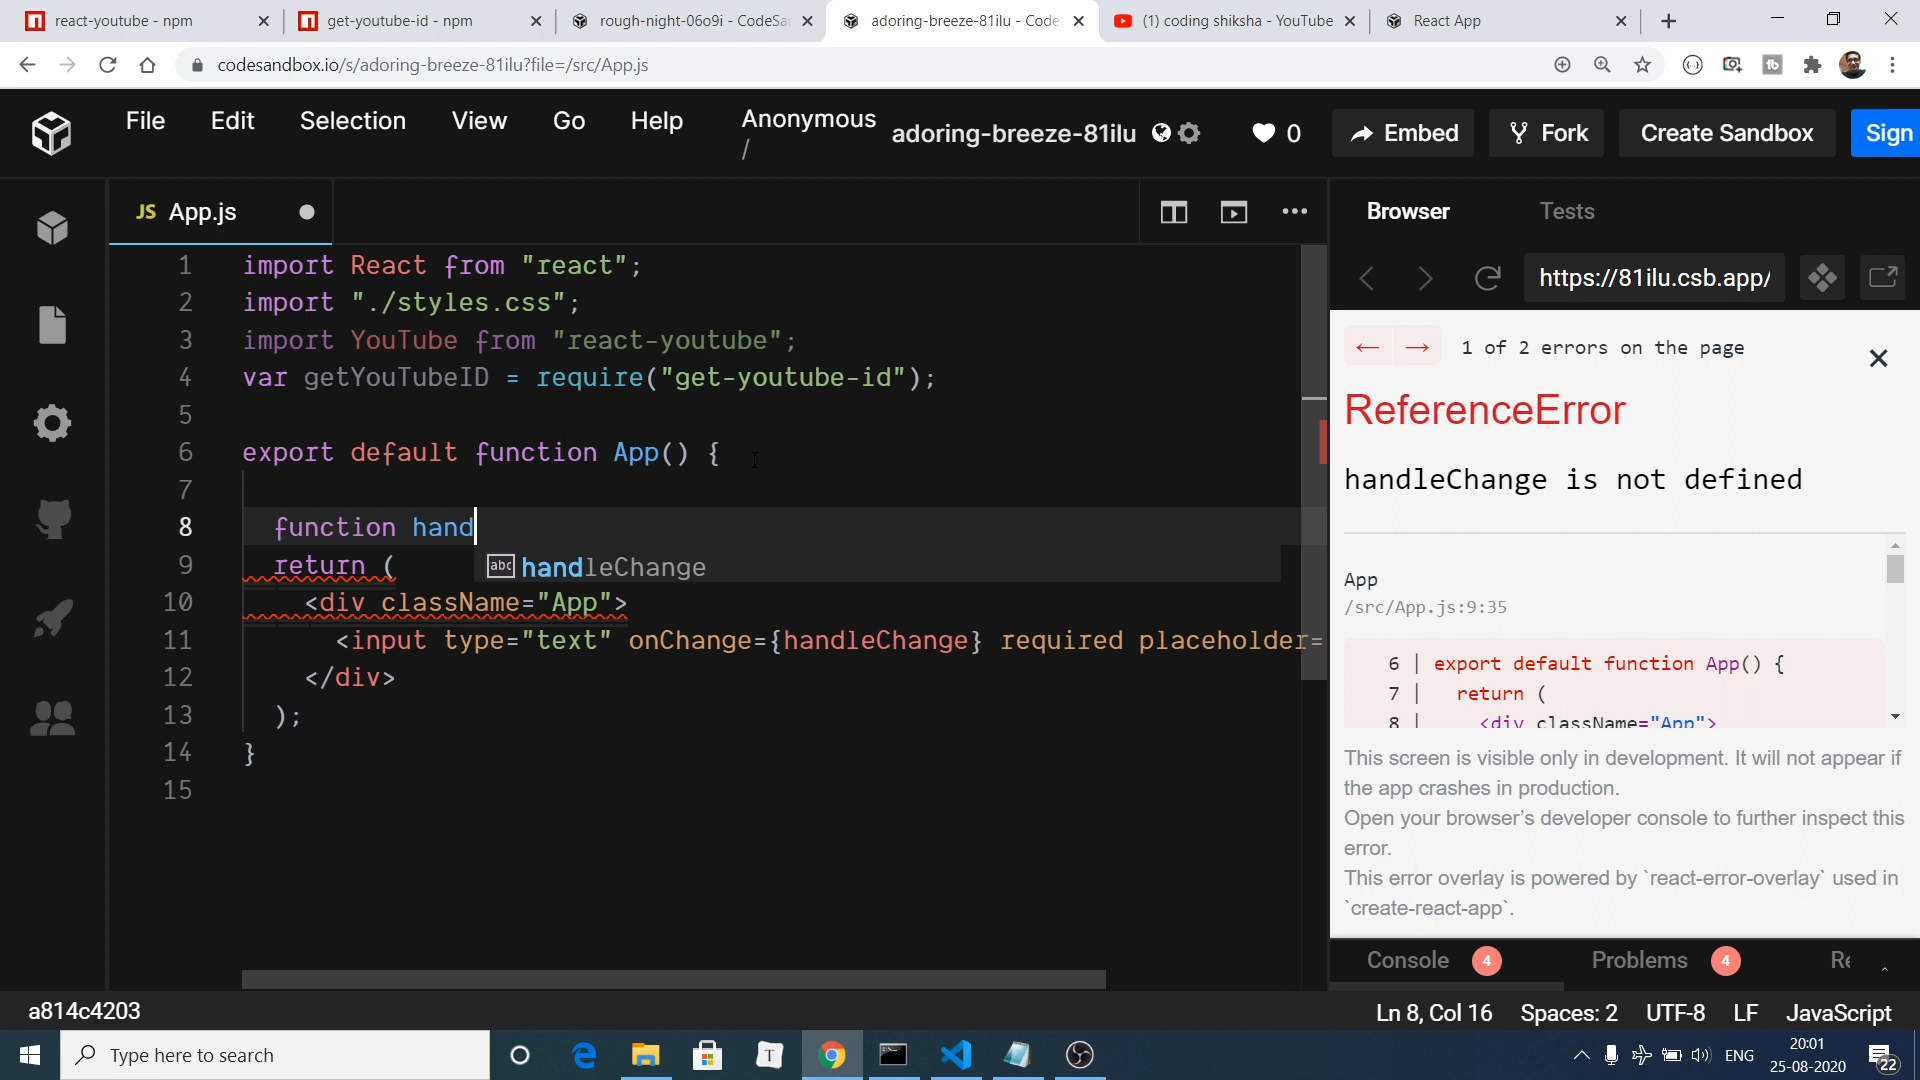 react-youtube - npm
get-youtube-id - npm
rough-night-06o9i - CodeSa
adoring-breeze-81ilu - Code
(1) coding shiksha - YouTube
React App
codesandbox.io/s/adoring-breeze-81ilu?file=/src/App.js
File Edit Selection View Go Help
Anonymous
/
adoring-breeze-81ilu
0
Embed
Fork
Create Sandbox
Sign
JS App.js
Browser
Tests
https://81ilu.csb.app/
1 import React from "react";
2 import "./styles.css";
3 import YouTube from "react-youtube";
4 var getYouTubeID = require("get-youtube-id");
5
6 export default function App() {
7
8 function hand
9 return (
abc handleChange
10 <div className="App">
11 <input type="text" onChange={handleChange} required placeholder=
12 </div>
13 );
14 }
15
1 of 2 errors on the page
ReferenceError
handleChange is not defined
App
/src/App.js:9:35
6 | export default function App() {
7 | return (
8 | <div className="App">
This screen is visible only in development. It will not appear if
the app crashes in production.
Open your browser's developer console to further inspect this
error.
This error overlay is powered by `react-error-overlay` used in
`create-react-app`.
Console 4
Problems 4
Re
a814c4203
Ln 8, Col 16
Spaces: 2
UTF-8
LF
JavaScript
Type here to search
T
ENG
20:01
25-08-2020
22